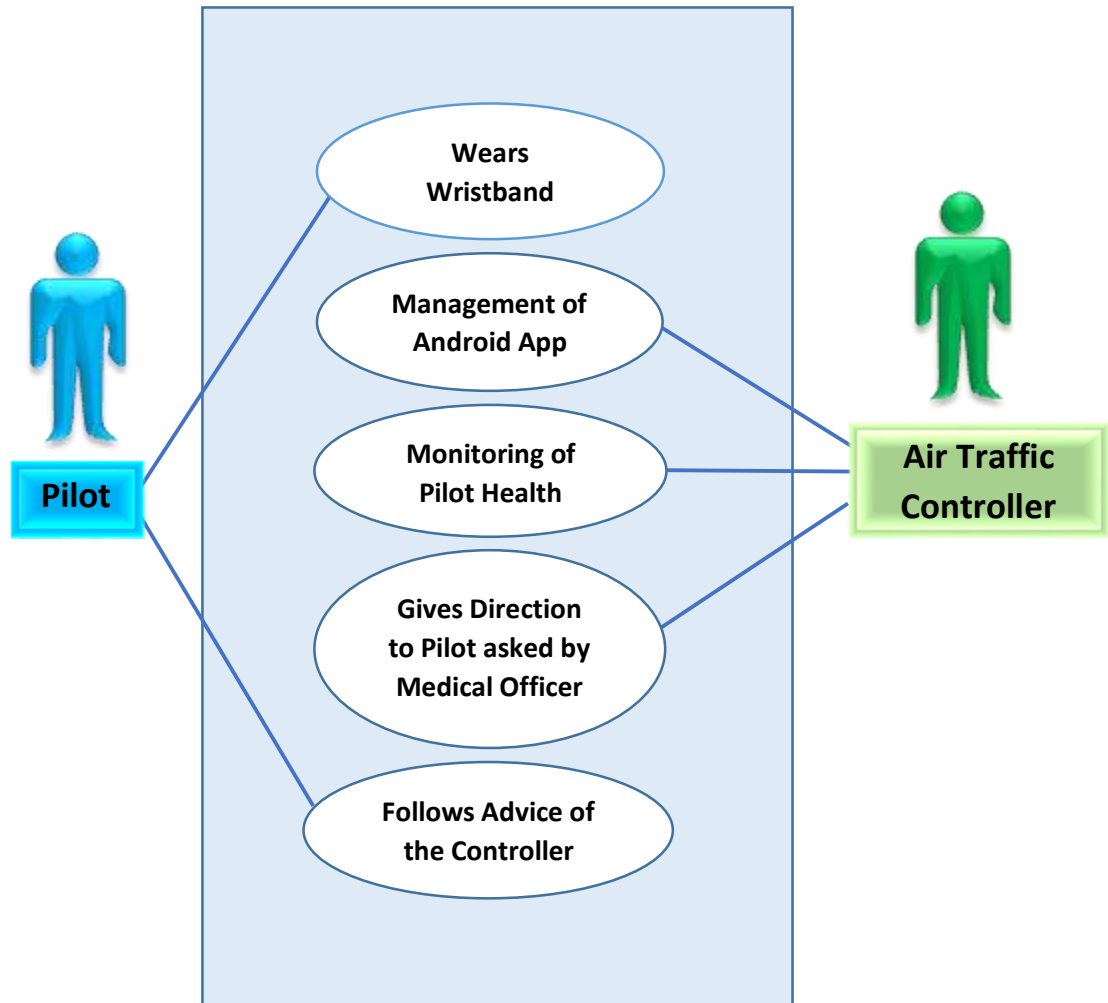 Wears
Wristband
Management of
Android App
Monitoring of
Pilot Health
Gives Direction
to Pilot asked by
Medical Officer
Follows Advice of
the Controller
Pilot
Air Traffic
Controller